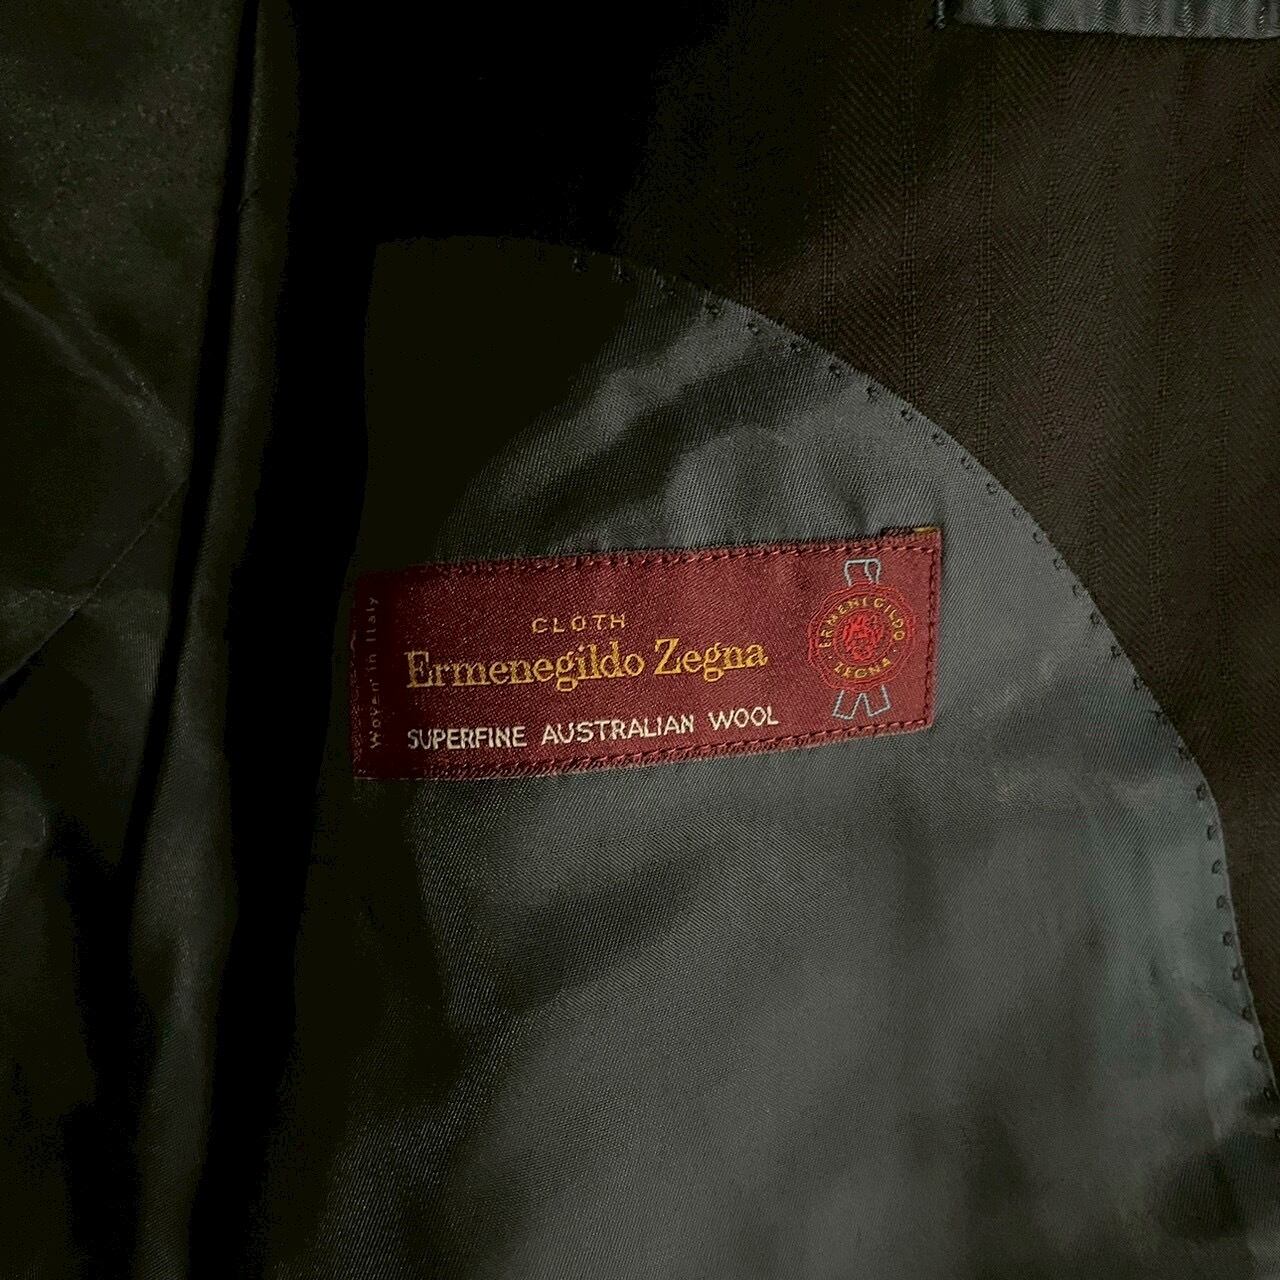 Woven in Italy
CLOTH
Ermenegildo Zegna
SUPERFINE AUSTRALIAN WOOL
ERMENEGILDO
ZEGNA